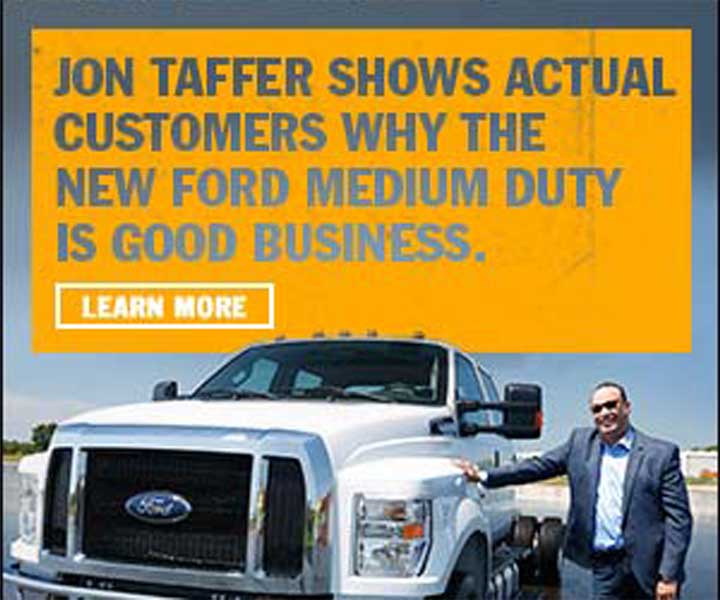 JON TAFFER SHOWS ACTUAL
CUSTOMERS WHY THE
NEW FORD MEDIUM DUTY
IS GOOD BUSINESS.
LEARN MORE
Ford